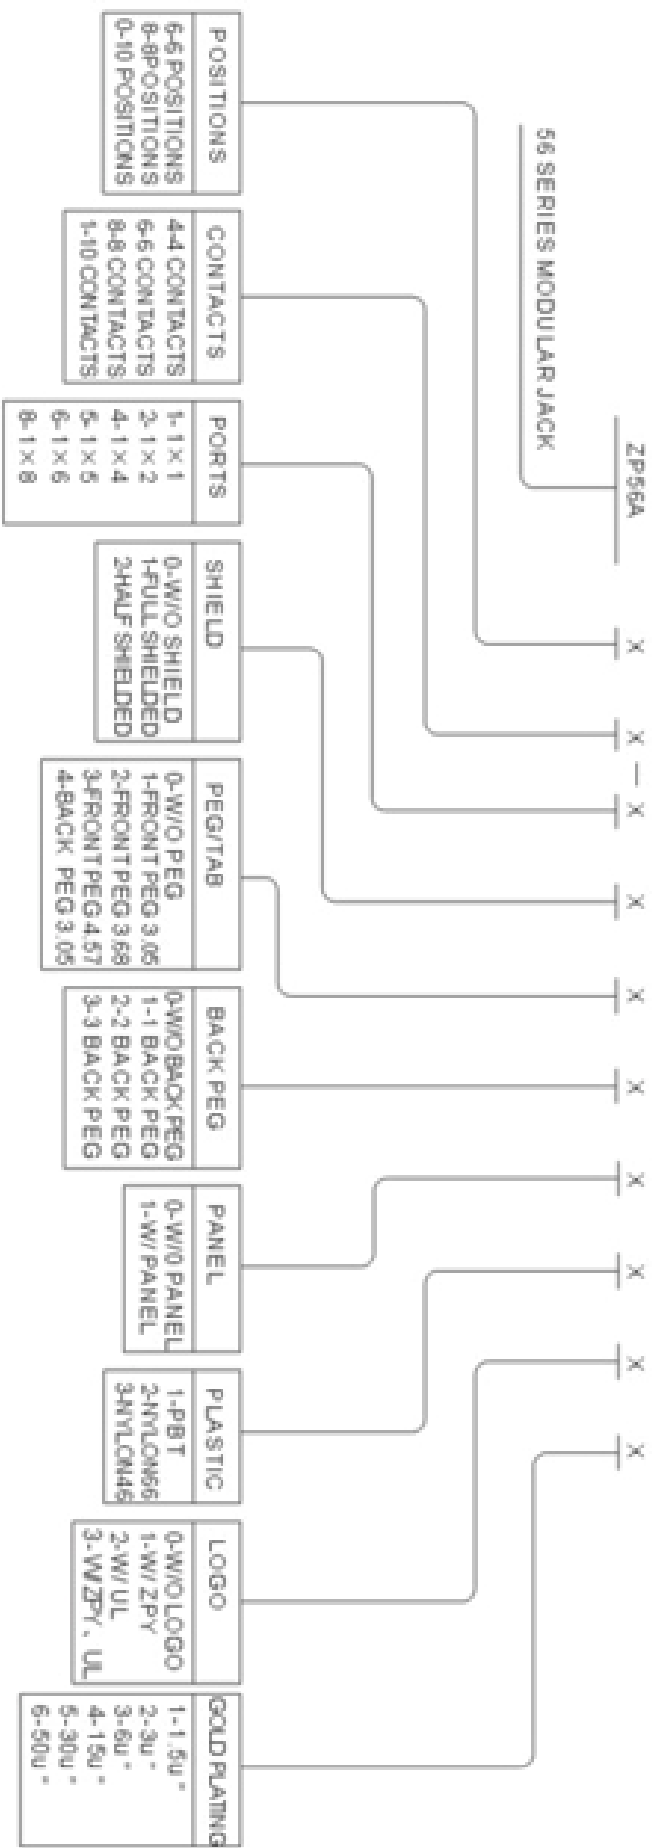 ZP56A X X — X X X X X X X X
56 SERIES MODULAR JACK
POSITIONS
6-6 POSITIONS
8-8POSITIONS
0-10 POSITIONS
CONTACTS
4-4 CONTACTS
6-6 CONTACTS
8-8 CONTACTS
1-10 CONTACTS
PORTS
1-1×1
2-1×2
4-1×4
5-1×5
6-1×6
8-1×8
SHIELD
0-W/O SHIELD
1-FULL SHIELDED
2-HALF SHIELDED
PEG/TAB
0-W/O PEG
1-FRONT PEG 3.05
2-FRONT PEG 3.68
3-FRONT PEG 4.57
4-BACK PEG 3.05
BACK PEG
0-W/O BACK PEG
1-1 BACK PEG
2-2 BACK PEG
3-3 BACK PEG
PANEL
0-W/O PANEL
1-W/ PANEL
PLASTIC
1-PBT
2-NYLON66
3-NYLON46
LOGO
0-W/O LOGO
1-W/ ZPY
2-W/ UL
3-W/ZPY, UL
GOLD PLATING
1-1.5u"
2-3u"
3-6u"
4-15u"
5-30u"
6-50u"